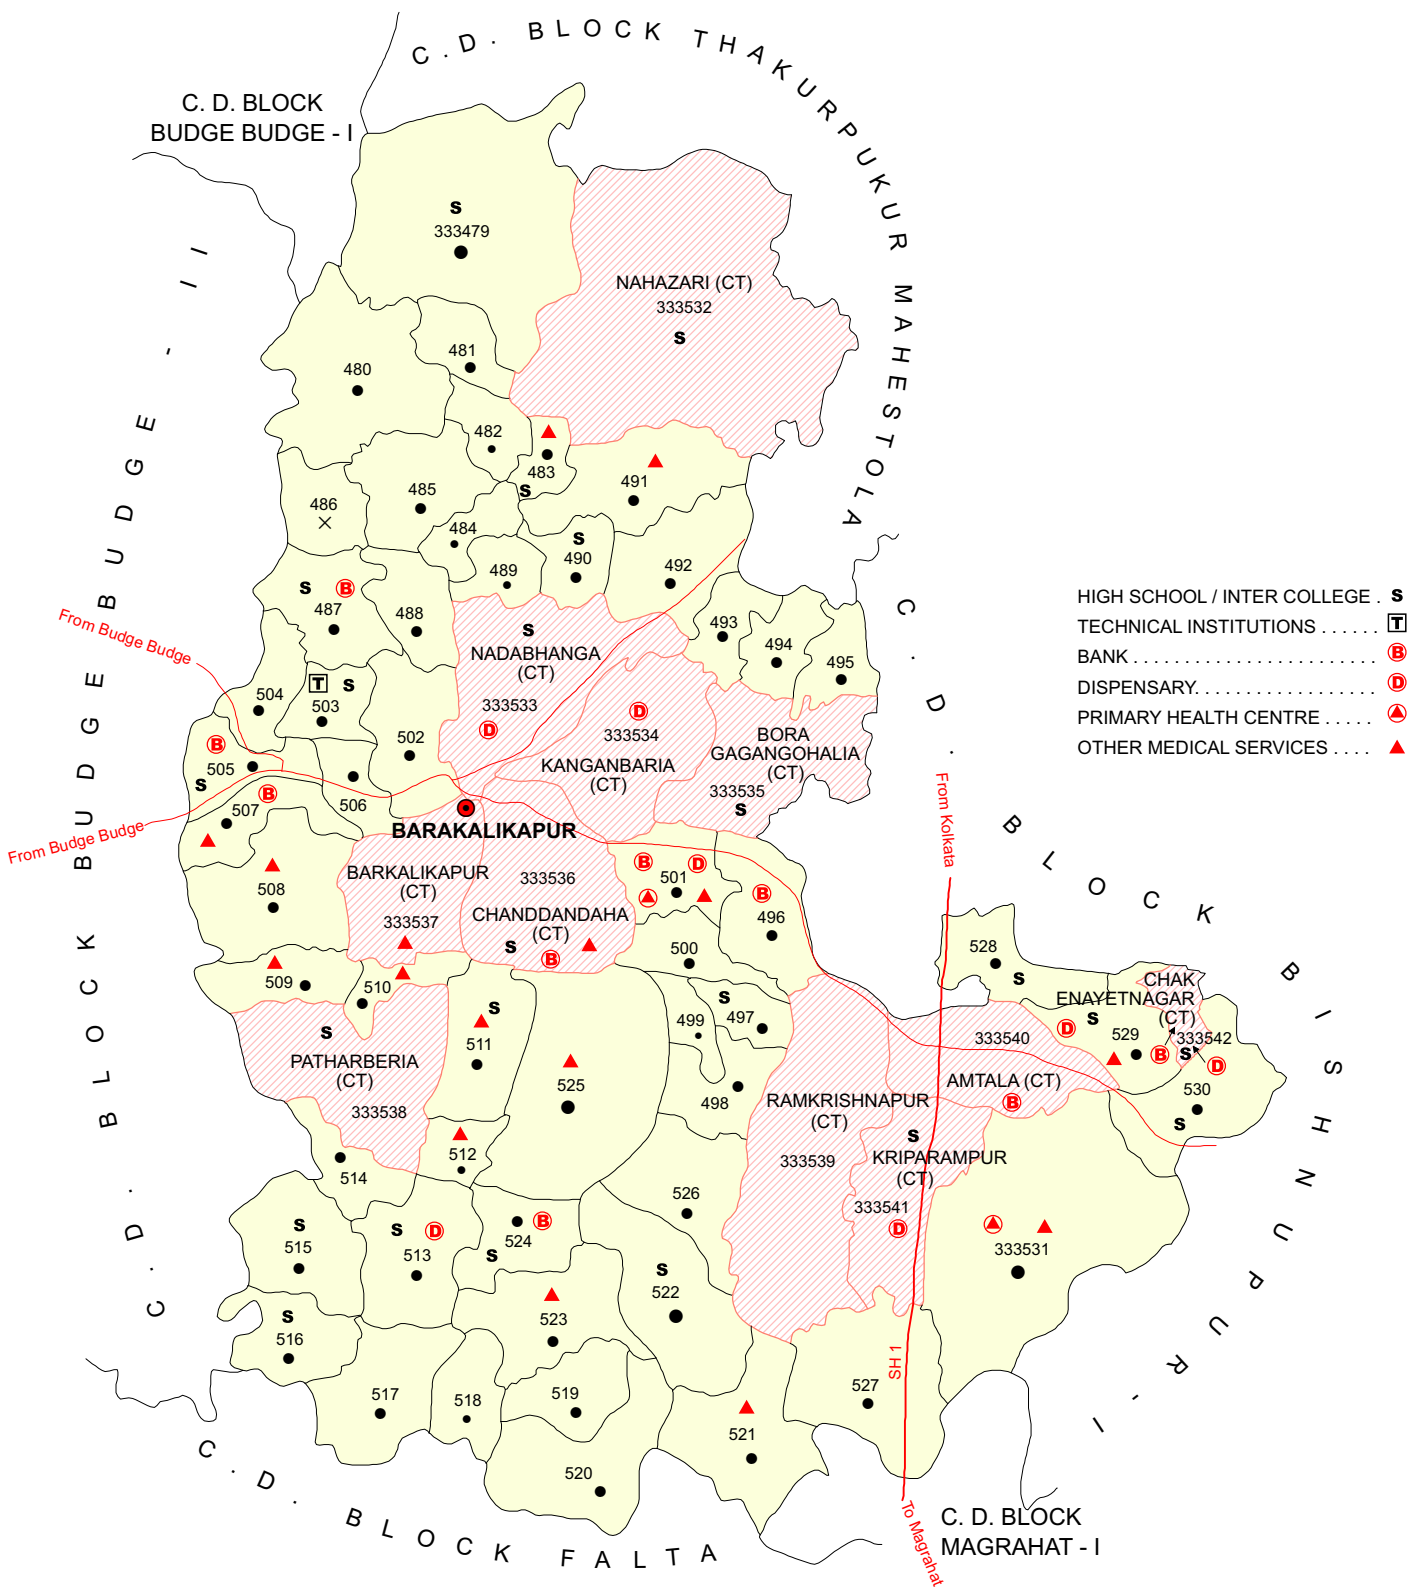 C.D. BLOCK THAKURPUKUR MAHESTOLA
C. D. BLOCK
BUDGE BUDGE - I
C.D. BLOCK BUDGE BUDGE - II
S
333479
NAHAZARI (CT)
333532
S
481
480
482
483
S
491
485
486
484
S
490
489
492
S
B
487
488
493
494
495
From Budge Budge
S
NADABHANGA
(CT)
333533
D
T
S
503
504
502
D
333534
KANGANBARIA
(CT)
BORA
GAGANGOHALIA
(CT)
333535
S
B
505
S
B
507
506
From Budge Budge
BARAKALIKAPUR
BARKALIKAPUR
(CT)
333537
333536
CHANDDANDAHA
(CT)
S
B
B
D
501
B
496
508
500
509
510
S
497
499
498
S
511
525
S
PATHARBERIA
(CT)
333538
512
514
From Kolkata
528
S
CHAK
ENAYETNAGAR
(CT)
S
529
B
333542
S
D
530
S
D
333540
AMTALA (CT)
B
RAMKRISHNAPUR
(CT)
333539
S
KRIPARAMPUR
(CT)
333541
D
333531
526
S
515
S
D
513
B
524
S
S
522
S
516
523
517
518
519
520
521
527
SH 1
To Magrahat
C. D. BLOCK
MAGRAHAT - I
C.D. BLOCK FALTA
C.D. BLOCK BISHNUPUR - I
HIGH SCHOOL / INTER COLLEGE . S
TECHNICAL INSTITUTIONS . . . . . . T
BANK . . . . . . . . . . . . . . . . . . . . . . . . B
DISPENSARY. . . . . . . . . . . . . . . . . . D
PRIMARY HEALTH CENTRE . . . . .
OTHER MEDICAL SERVICES . . . .